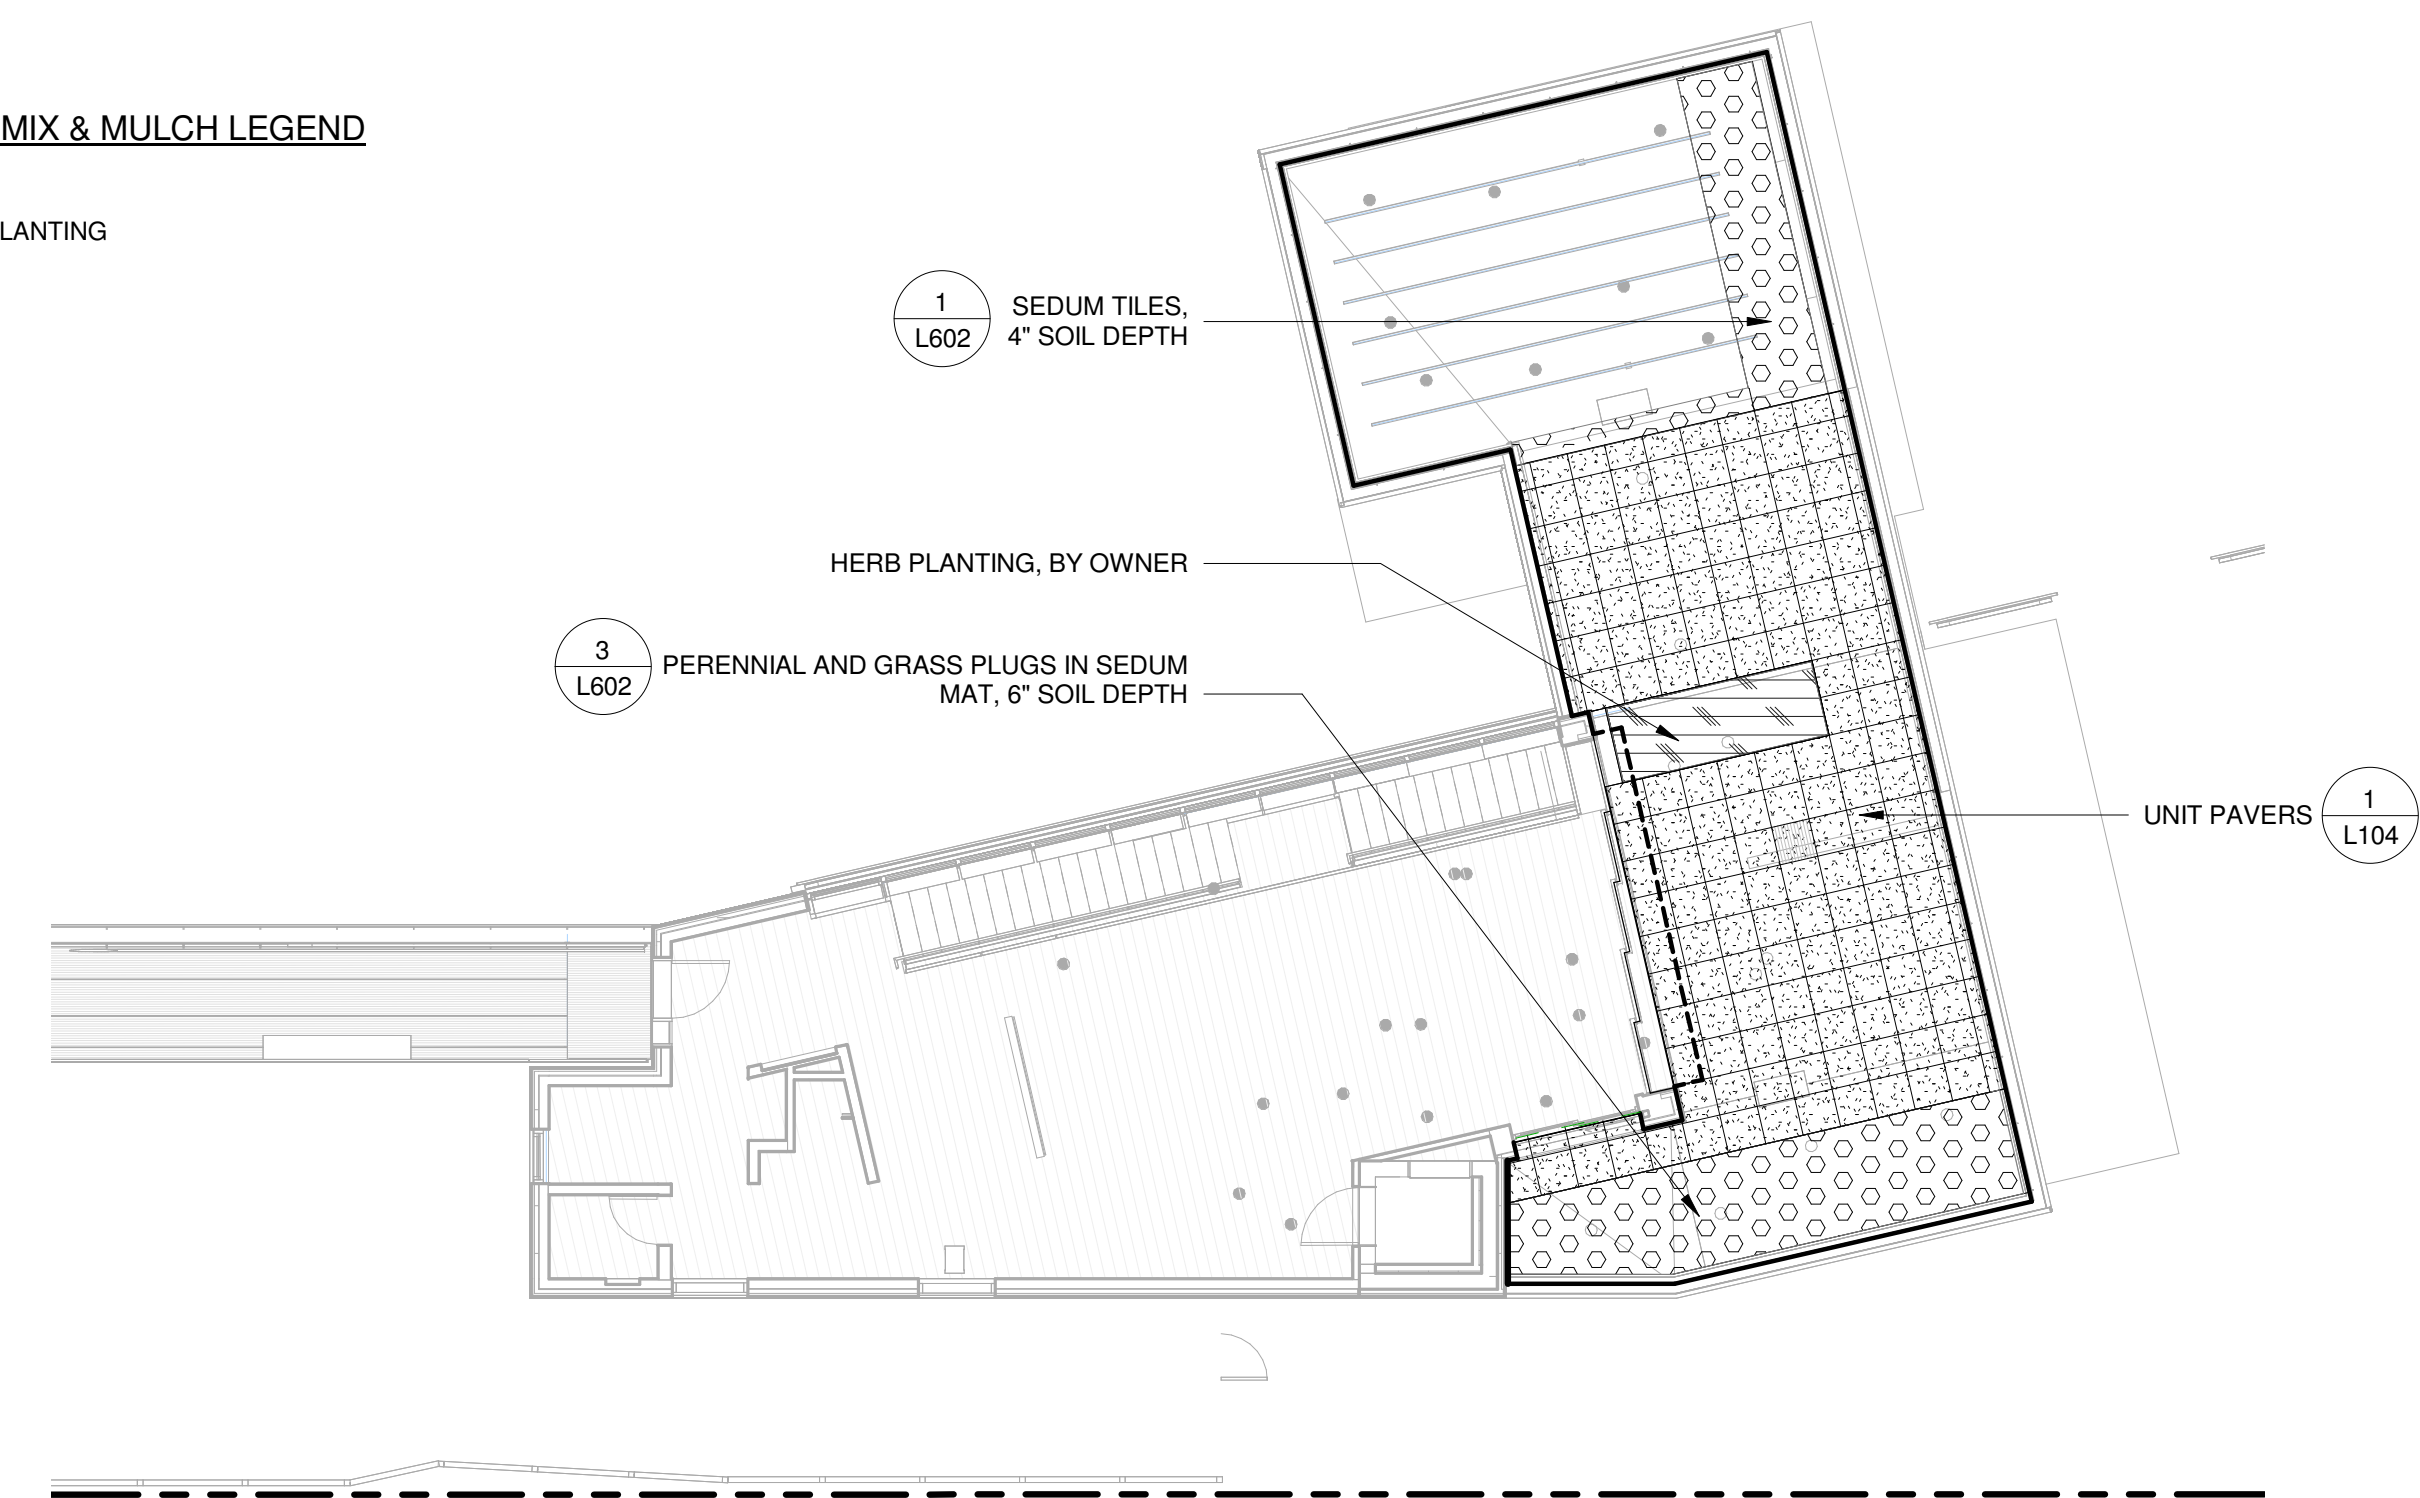 MIX & MULCH LEGEND
LANTING
1
L602
SEDUM TILES,
4" SOIL DEPTH
HERB PLANTING, BY OWNER
3
L602
PERENNIAL AND GRASS PLUGS IN SEDUM
MAT, 6" SOIL DEPTH
UNIT PAVERS
1
L104